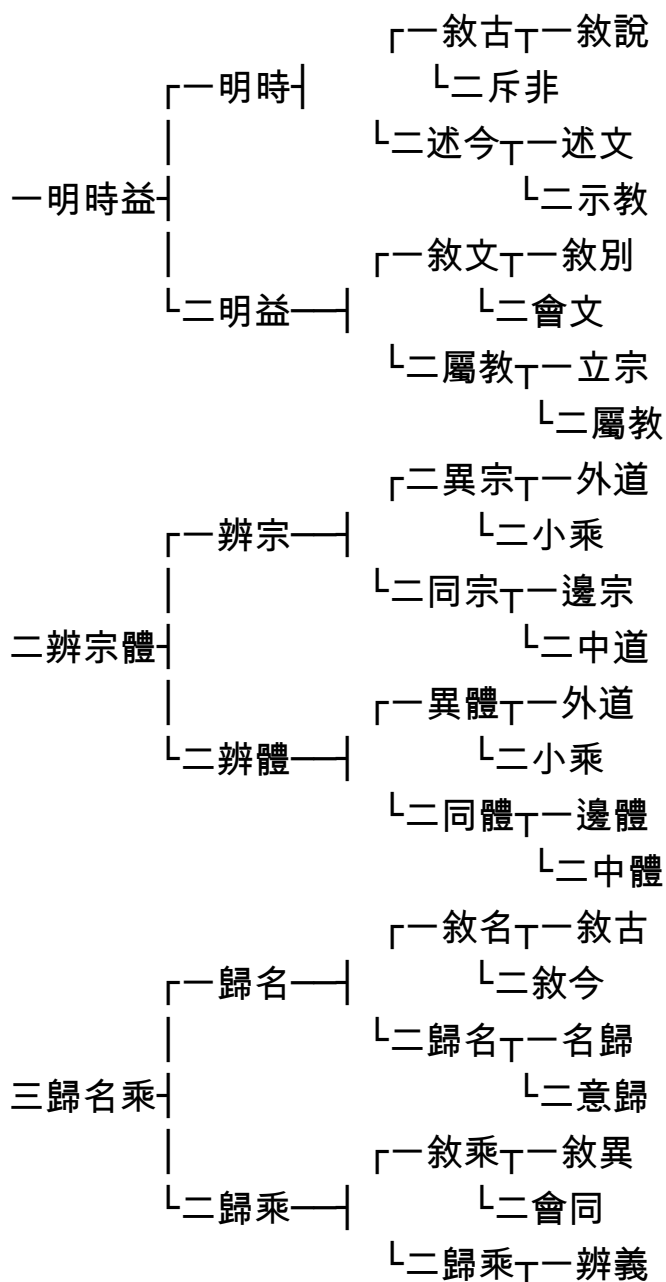 ┌一敘古┬一敘說
┌一明時┤ └二斥非
│ └二述今┬一述文
一明時益┤ └二示教
│ ┌一敘文┬一敘別
└二明益──┤ └二會文
└二屬教┬一立宗
└二屬教
┌二異宗┬一外道
┌一辨宗──┤ └二小乘
│ └二同宗┬一邊宗
二辨宗體┤ └二中道
│ ┌一異體┬一外道
└二辨體──┤ └二小乘
└二同體┬一邊體
└二中體
┌一敘名┬一敘古
┌一歸名──┤ └二敘今
│ └二歸名┬一名歸
三歸名乘┤ └二意歸
│ ┌一敘乘┬一敘異
└二歸乘──┤ └二會同
└二歸乘┬一辨義